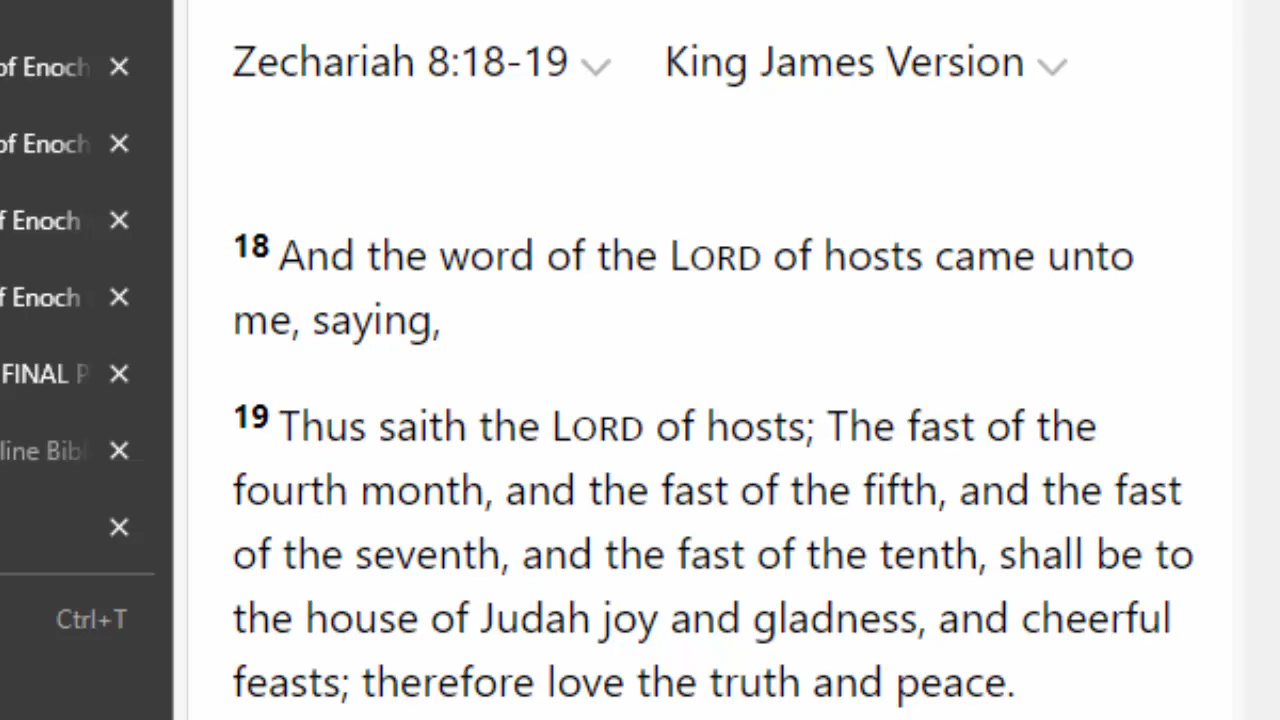 of Enoch
of Enoch
f Enoch
f Enoch
FINAL P
line Bibl
Ctrl+T
Zechariah 8:18-19 King James Version
18 And the word of the LORD of hosts came unto
me, saying,
19 Thus saith the LORD of hosts; The fast of the
fourth month, and the fast of the fifth, and the fast
of the seventh, and the fast of the tenth, shall be to
the house of Judah joy and gladness, and cheerful
feasts; therefore love the truth and peace.